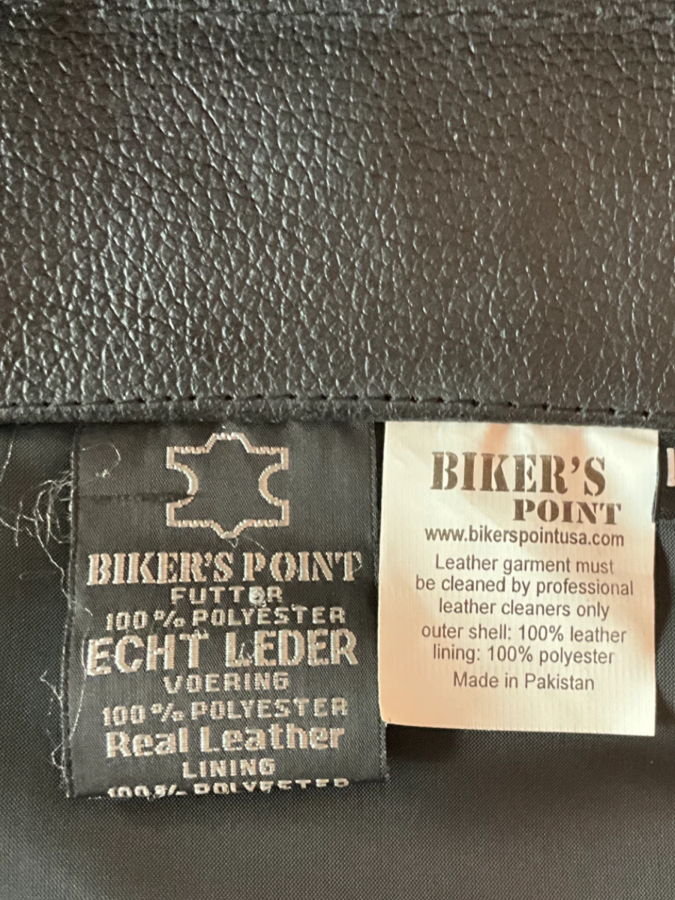 BIKER'S POINT
FUTTER
100% POLYESTER
ECHT LEDER
VOERING
100% POLYESTER
Real Leather
LINING
100% POLYESTER
BIKER'S
POINT
www.bikerspointusa.com
Leather garment must
be cleaned by professional
leather cleaners only
outer shell: 100% leather
lining: 100% polyester
Made in Pakistan